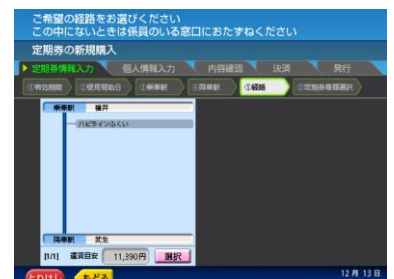 ご希望の経路をお選びください
この中にないときは係員のいる窓口におたずねください
定期券の新規購入
定期券情報入力 個人情報入力 内容確認 決済 発行
①有効期間 ②使用開始日 ③乗車駅 ④降車駅 ⑤経路 ⑥定期券種類選択
乗車駅 福井
ハピラインふくい
降車駅 武生
[1/1] 運賃目安 11,390円 選択
とりけし もどる
12月13日